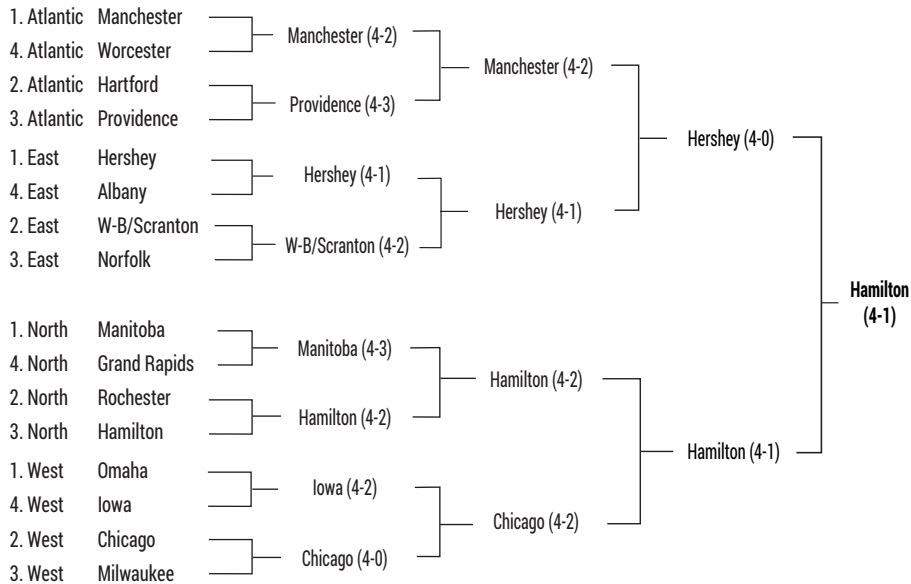 1. Atlantic Manchester
4. Atlantic Worcester
2. Atlantic Hartford
3. Atlantic Providence
1. East Hershey
4. East Albany
2. East W-B/Scranton
3. East Norfolk
1. North Manitoba
4. North Grand Rapids
2. North Rochester
3. North Hamilton
1. West Omaha
4. West Iowa
2. West Chicago
3. West Milwaukee
Manchester (4-2)
Providence (4-3)
Hershey (4-1)
W-B/Scranton (4-2)
Manitoba (4-3)
Hamilton (4-2)
Iowa (4-2)
Chicago (4-0)
Manchester (4-2)
Hershey (4-1)
Hamilton (4-2)
Chicago (4-2)
Hershey (4-0)
Hamilton (4-1)
Hamilton
(4-1)